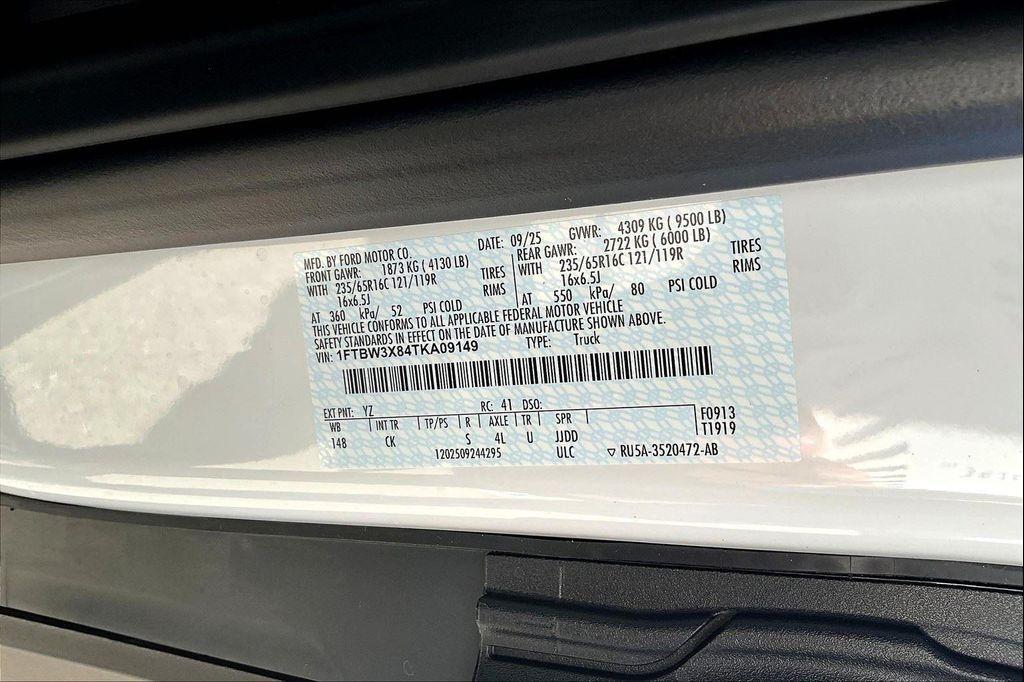 MFD. BY FORD MOTOR CO. DATE: 09/25 GVWR: 4309 KG ( 9500 LB)
FRONT GAWR: 1873 KG ( 4130 LB) REAR GAWR: 2722 KG ( 6000 LB)
WITH 235/65R16C 121/119R TIRES WITH 235/65R16C 121/119R TIRES
16x6.5J RIMS 16x6.5J RIMS
AT 360 kPa/ 52 PSI COLD AT 550 kPa/ 80 PSI COLD
THIS VEHICLE CONFORMS TO ALL APPLICABLE FEDERAL MOTOR VEHICLE
SAFETY STANDARDS IN EFFECT ON THE DATE OF MANUFACTURE SHOWN ABOVE.
VIN: 1FTBW3X84TKA09149 TYPE: Truck
EXT PNT: YZ RC: 41 DSO:
WB INT TR TP/PS R AXLE TR SPR F0913
148 CK S 4L U JJDD T1919
1202509244295 ULC ▽ RU5A-3520472-AB